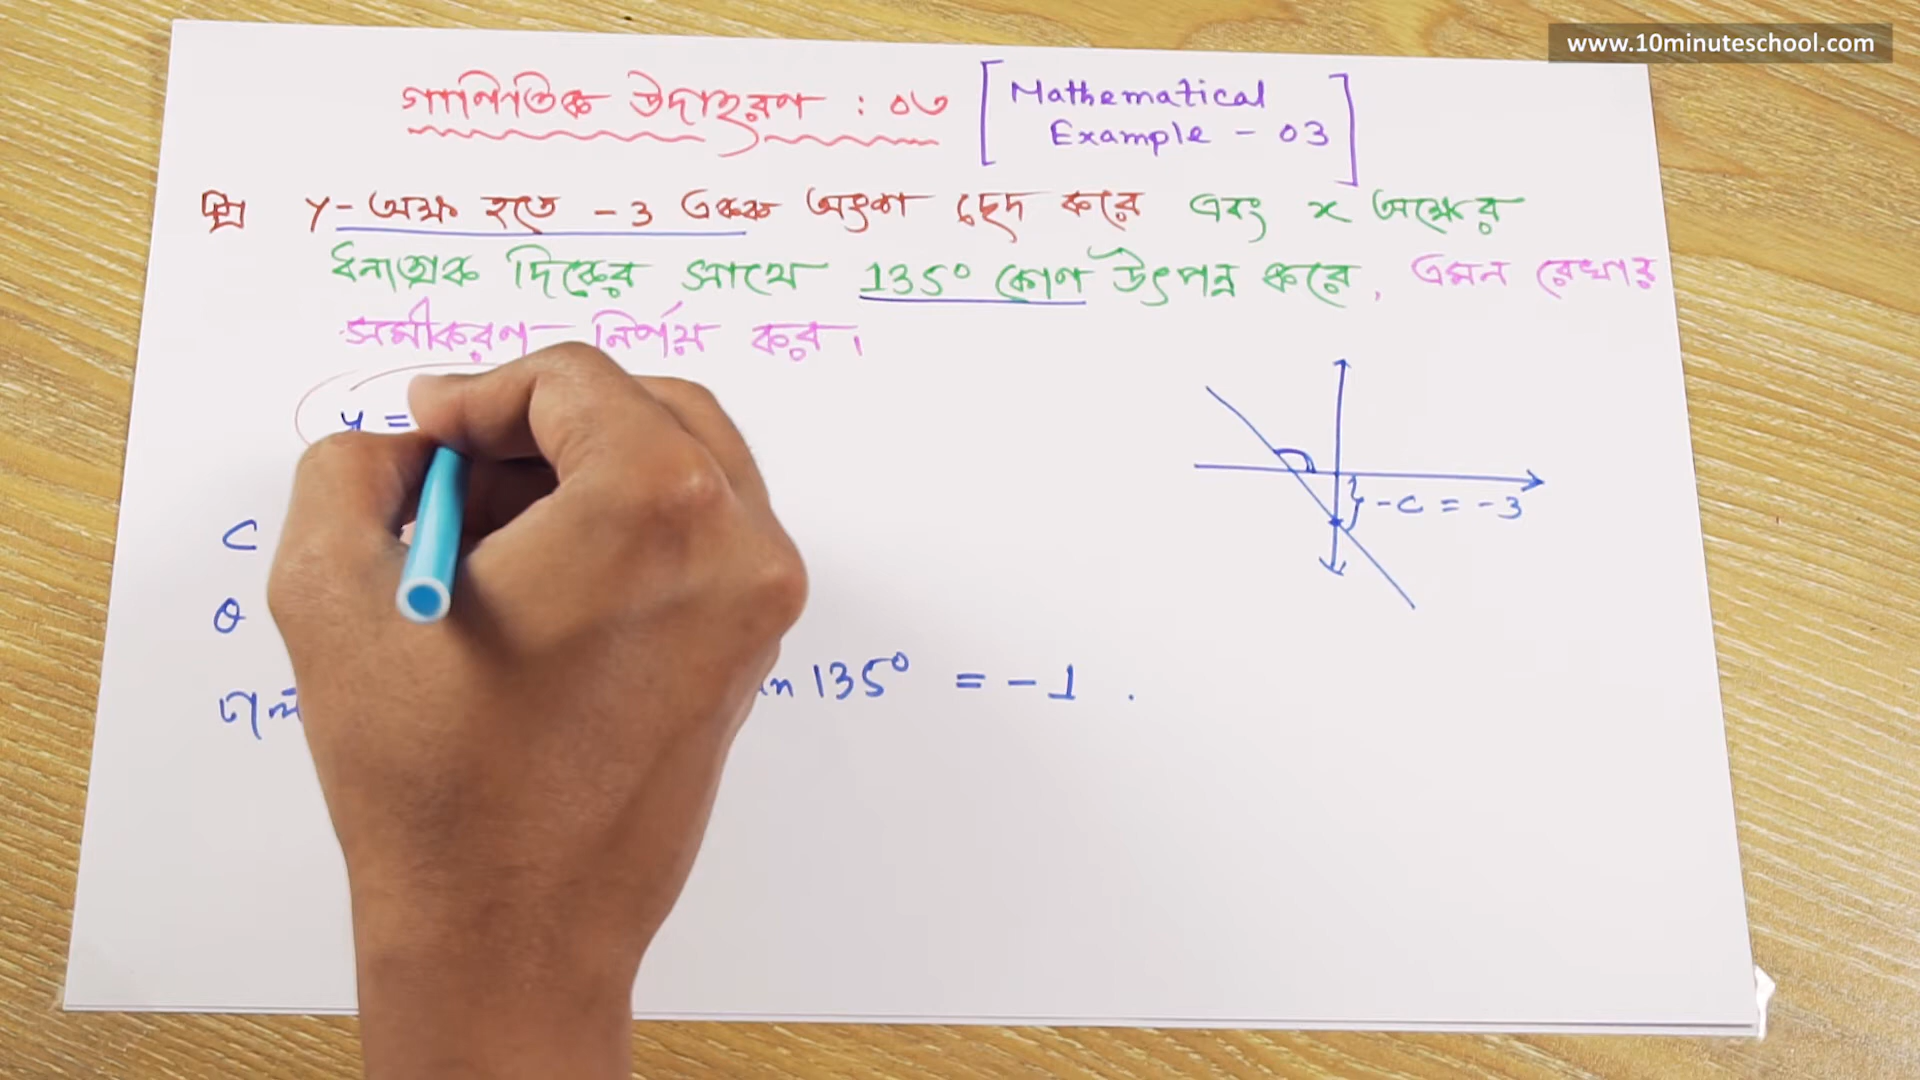 www.10minuteschool.com
গাণিতিক উদাহরণ : ০৩ [Mathematical Example - 03]
প্রশ্ন Y-অক্ষ হতে -3 একক অংশ ছেদ করে এবং x অক্ষের
ধনাত্মক দিকের সাথে 135° কোণ উৎপন্ন করে, এমন রেখার
সমীকরণ নির্ণয় কর।
y =
-c = -3
c
θ
135° = -1 .